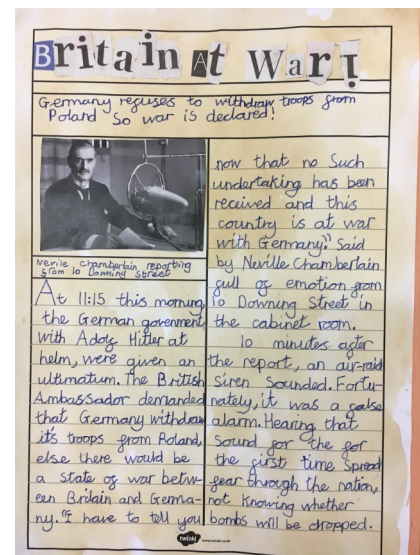 Britain At War!
Germany refuses to withdraw troops from
Poland So war is declared!
Nevile chamberlain reporting
from 10 Downing Street
At 11:15 this morning,
the German goverment,
with Adolf Hitler at
helm, were given an
ultimatum. The British
Ambassador demanded
that Germany withdraw
it's troops from Poland,
else there would be
a state of war betw-
een Britain and Germa-
ny. "I have to tell you
now that no such
undertaking has been
received and this
country is at war
with Germany." Said
by Neville Chamberlain
full of emotion from
10 Downing Street in
the cabinet room.
10 minutes after
the report, an air-raid
siren sounded. Fortu-
nately, it was a false
alarm. Hearing that
sound for the for
the first time spread
fear through the nation,
not knowing whether
bombs will be dropped.
twinkl www.twinkl.co.uk